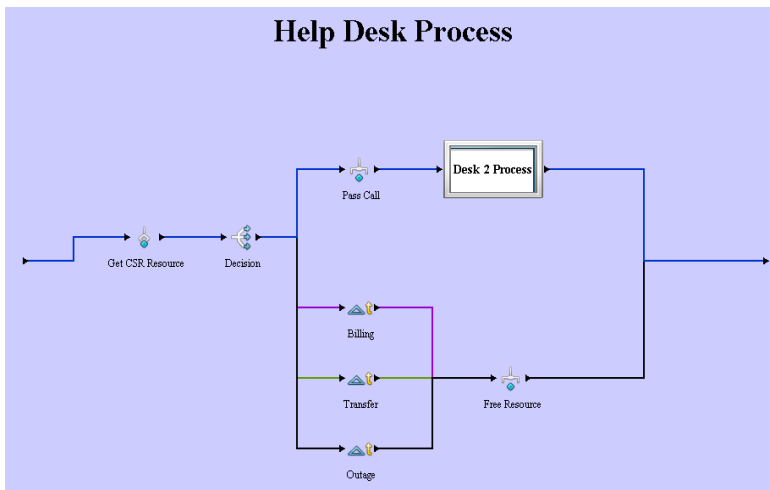 Help Desk Process
Desk 2 Process
Pass Call
Get CSR Resource
Decision
Billing
Transfer
Free Resource
Outage